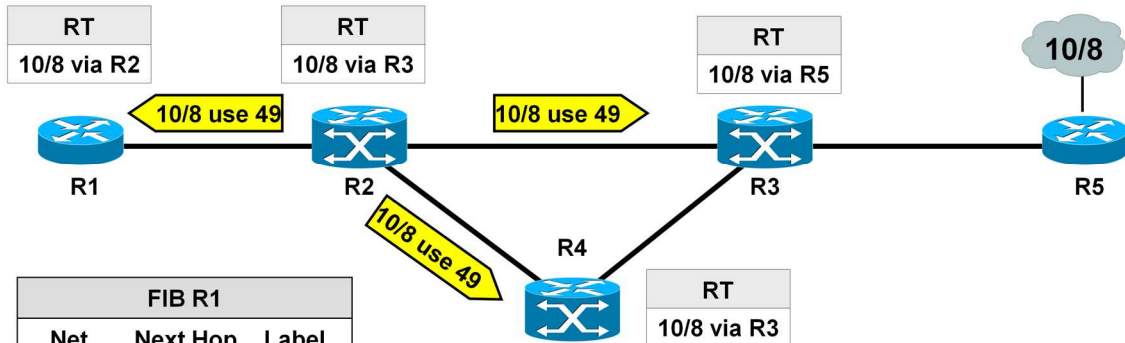 RT
10/8 via R2
RT
10/8 via R3
RT
10/8 via R5
10/8
10/8 use 49
10/8 use 49
R1
R2
R3
R5
10/8 use 49
R4
RT
10/8 via R3
FIB R1
Net Next Hop Label